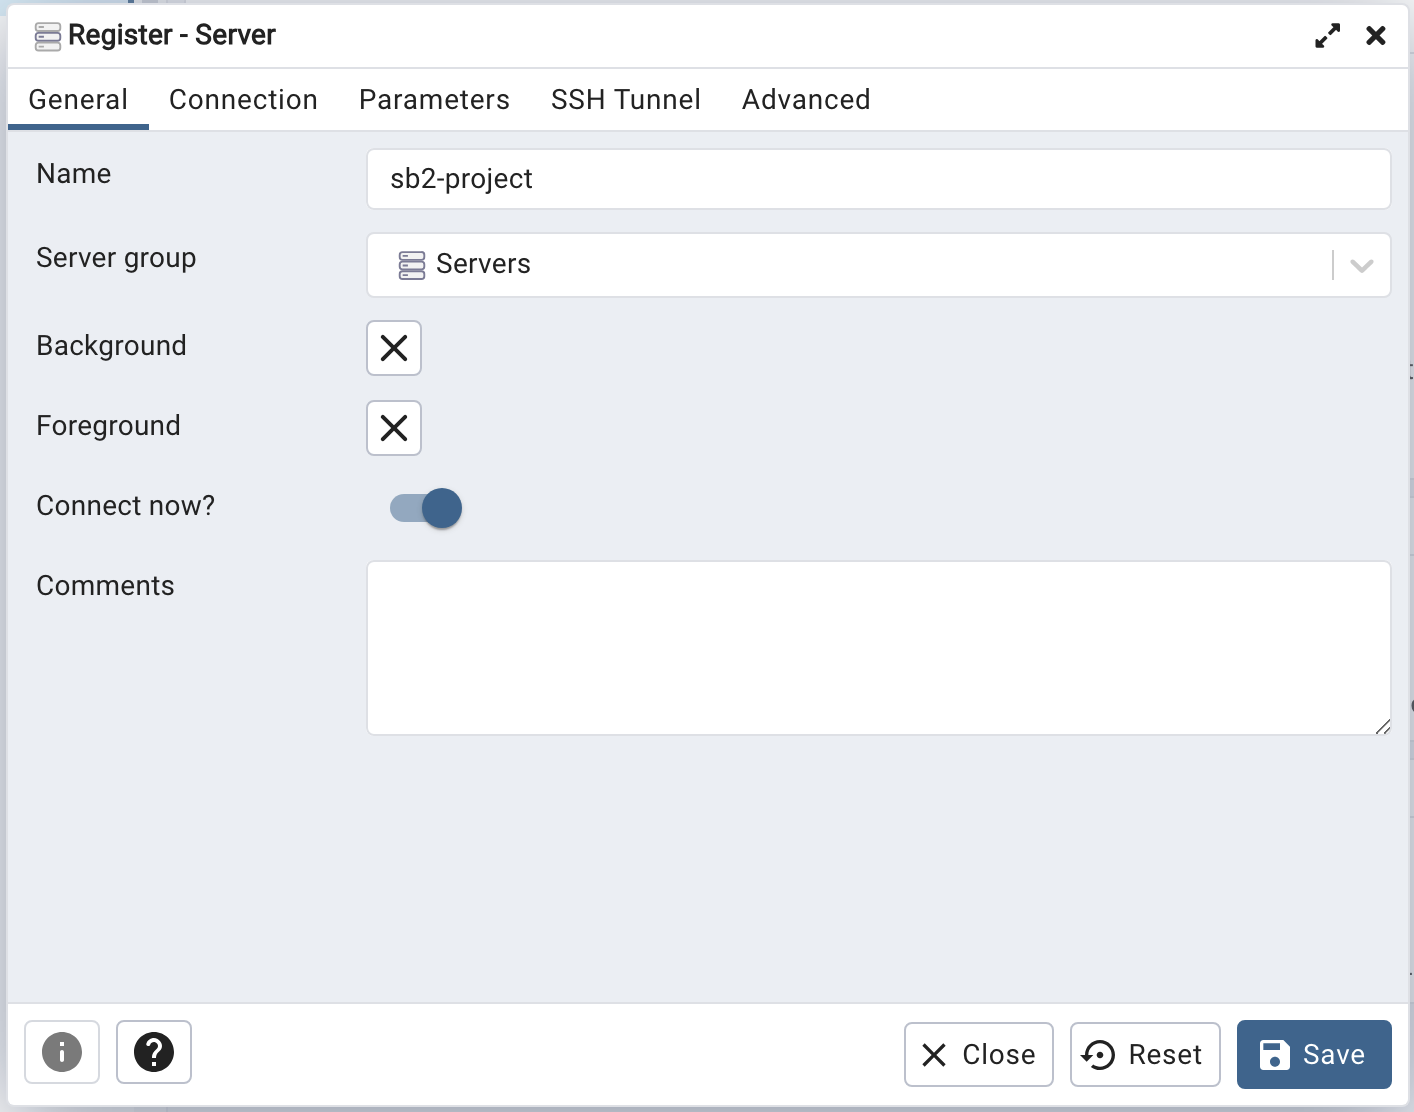 Register - Server
General Connection Parameters SSH Tunnel Advanced
Name sb2-project
Server group Servers
Background
Foreground
Connect now?
Comments
Close Reset Save